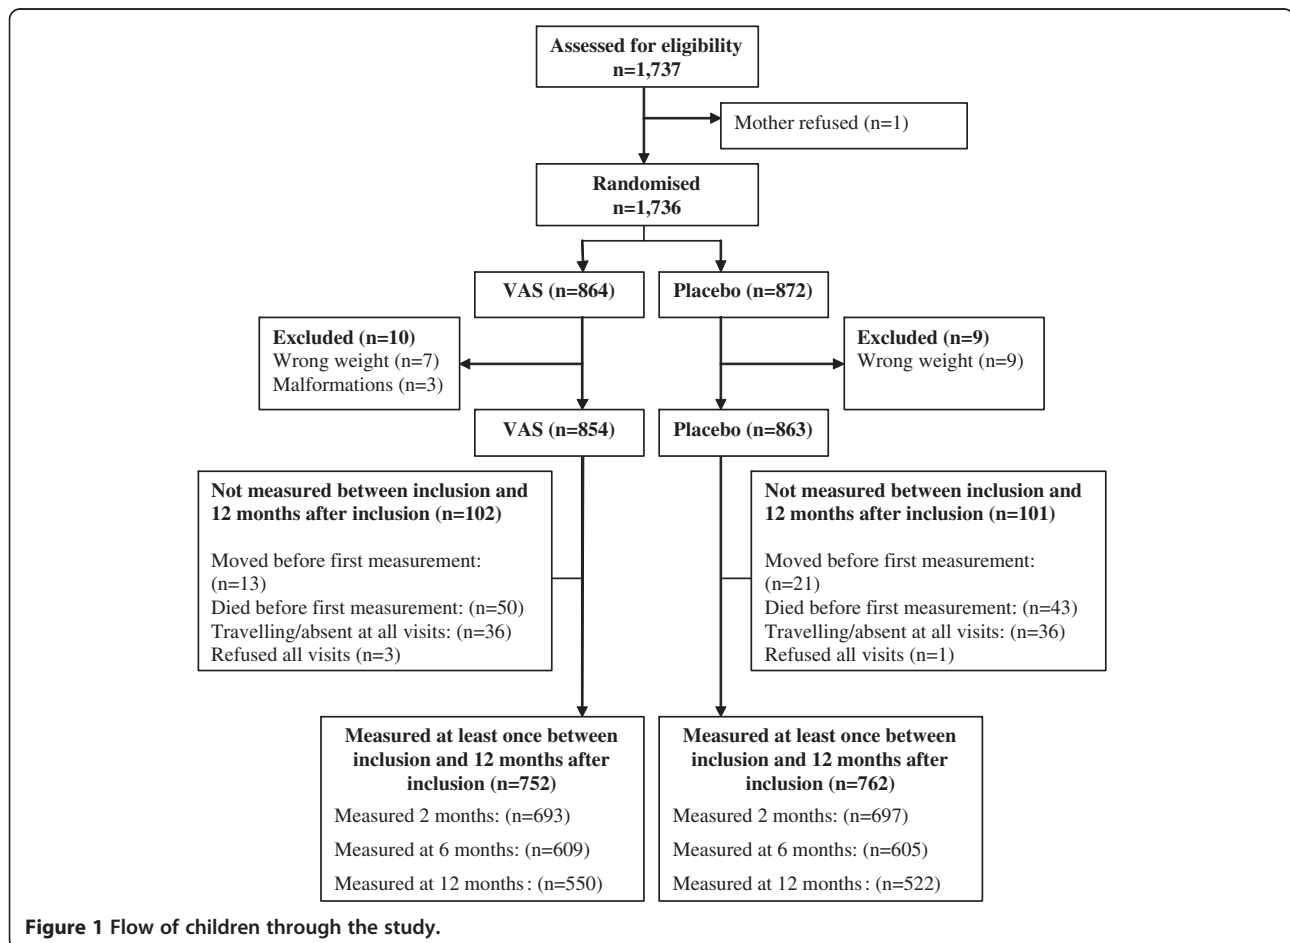 Assessed for eligibility
n=1,737
Mother refused (n=1)
Randomised
n=1,736
VAS (n=864)
Placebo (n=872)
Excluded (n=10)
Wrong weight (n=7)
Malformations (n=3)
Excluded (n=9)
Wrong weight (n=9)
VAS (n=854)
Placebo (n=863)
Not measured between inclusion and
12 months after inclusion (n=102)
Moved before first measurement:
(n=13)
Died before first measurement: (n=50)
Travelling/absent at all visits: (n=36)
Refused all visits (n=3)
Not measured between inclusion and
12 months after inclusion (n=101)
Moved before first measurement:
(n=21)
Died before first measurement: (n=43)
Travelling/absent at all visits: (n=36)
Refused all visits (n=1)
Measured at least once between
inclusion and 12 months after
inclusion (n=752)
Measured 2 months: (n=693)
Measured at 6 months: (n=609)
Measured at 12 months : (n=550)
Measured at least once between
inclusion and 12 months after
inclusion (n=762)
Measured 2 months: (n=697)
Measured at 6 months: (n=605)
Measured at 12 months : (n=522)
Figure 1 Flow of children through the study.